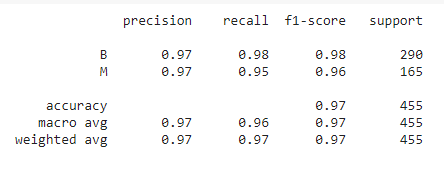 precision recall f1-score support
B 0.97 0.98 0.98 290
M 0.97 0.95 0.96 165
accuracy 0.97 455
macro avg 0.97 0.96 0.97 455
weighted avg 0.97 0.97 0.97 455